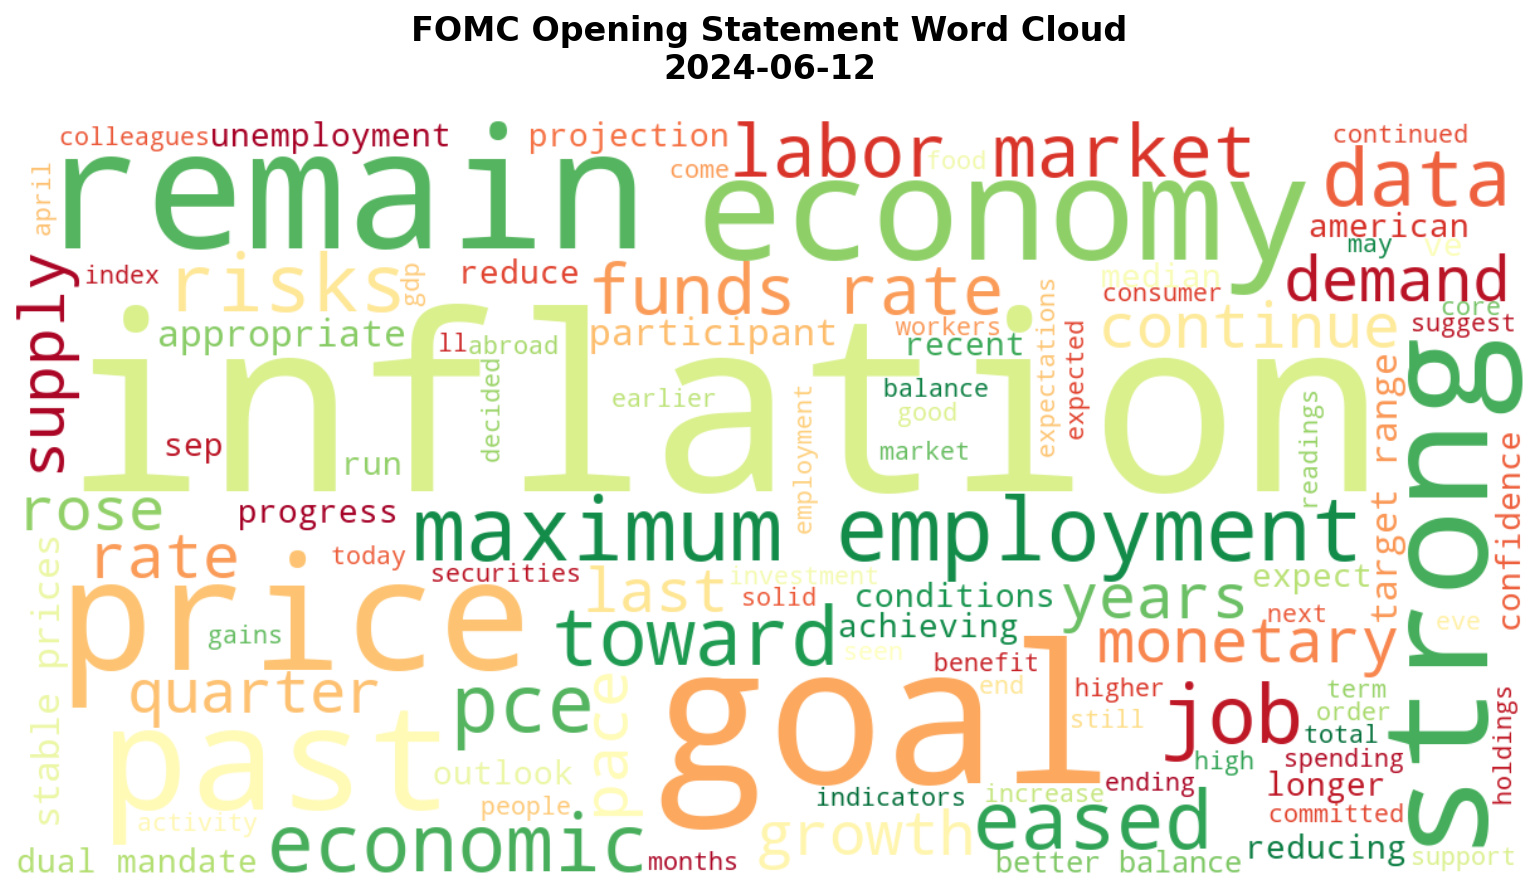 FOMC Opening Statement Word Cloud
2024-06-12
colleagues
unemployment
projection
labor market
continued
april
remain
come
food
economy
data
american
may
ve
index
risks
gdp
reduce
funds rate
median
consumer
demand
core
supply
appropriate
ll
abroad
participant
workers
recent
expectations
expected
continue
suggest
inflation
decided
earlier
employment
balance
good
market
readings
target range
strong
confidence
sep
run
rose
progress
maximum employment
stable prices
rate
today
securities
last
investment
solid
conditions
years
expect
next
price
gains
toward
achieving
seen
monetary
eve
quarter
pce
pace
goal
benefit
end
higher
still
job
term
order
total
holdings
past
outlook
people
activity
indicators
increase
ending
high
spending
longer
committed
dual mandate
economic
months
growth
eased
better balance
reducing
support